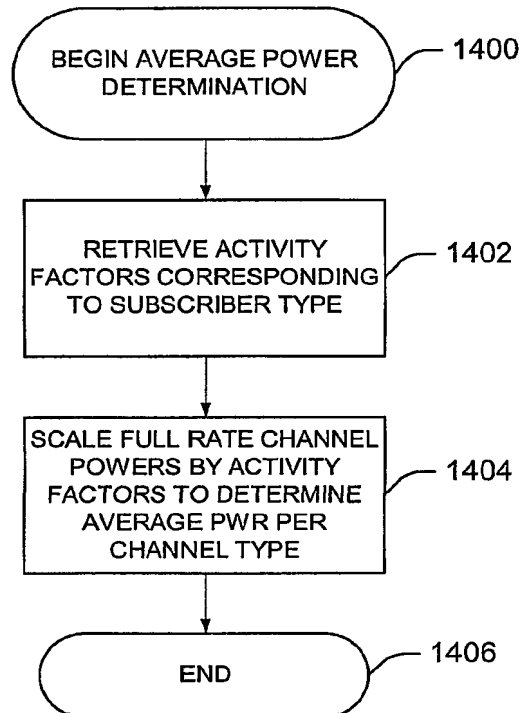 BEGIN AVERAGE POWER
DETERMINATION
1400
RETRIEVE ACTIVITY
FACTORS CORRESPONDING
TO SUBSCRIBER TYPE
1402
SCALE FULL RATE CHANNEL
POWERS BY ACTIVITY
FACTORS TO DETERMINE
AVERAGE PWR PER
CHANNEL TYPE
1404
END
1406